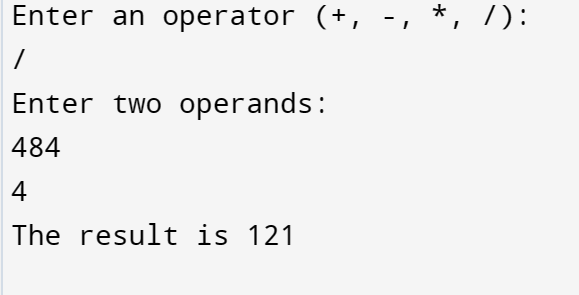 Enter an operator (+, -, *, /):
/
Enter two operands:
484
4
The result is 121